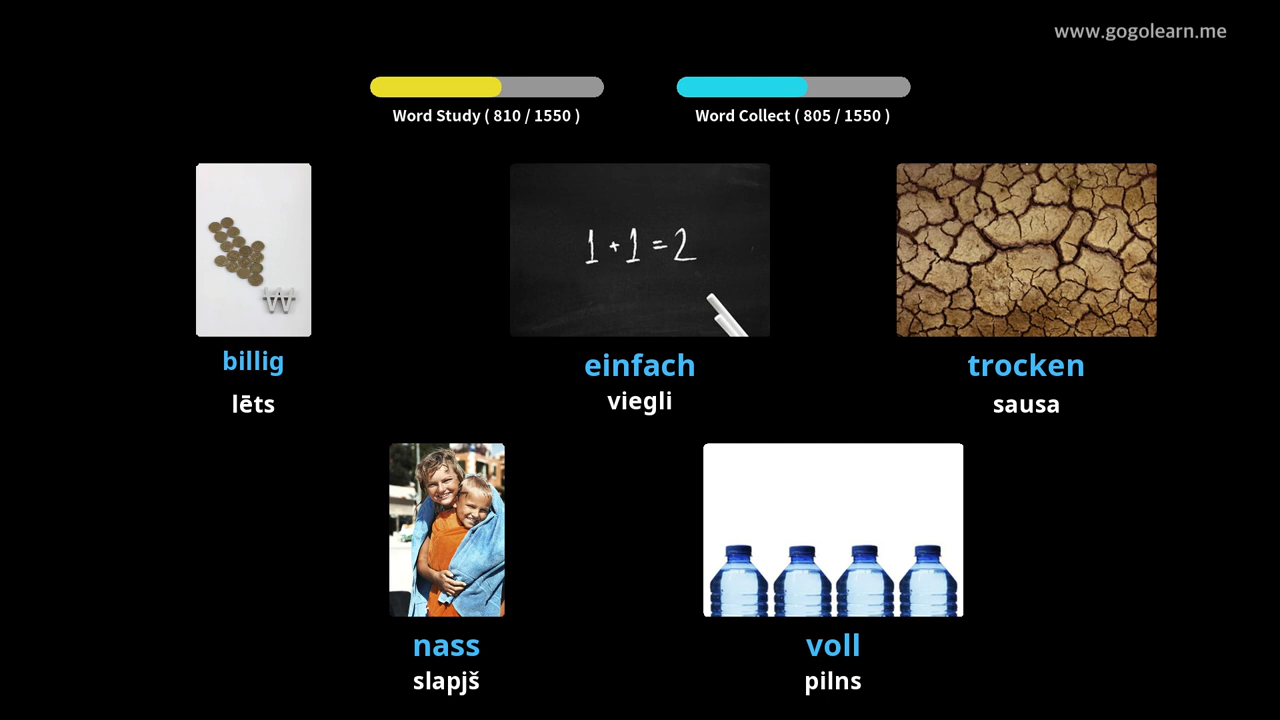 www.gogolearn.me
Word Study ( 810 / 1550 )
Word Collect ( 805 / 1550 )
₩
1 + 1 = 2
billig
lēts
einfach
viegli
trocken
sausa
nass
slapjš
voll
pilns